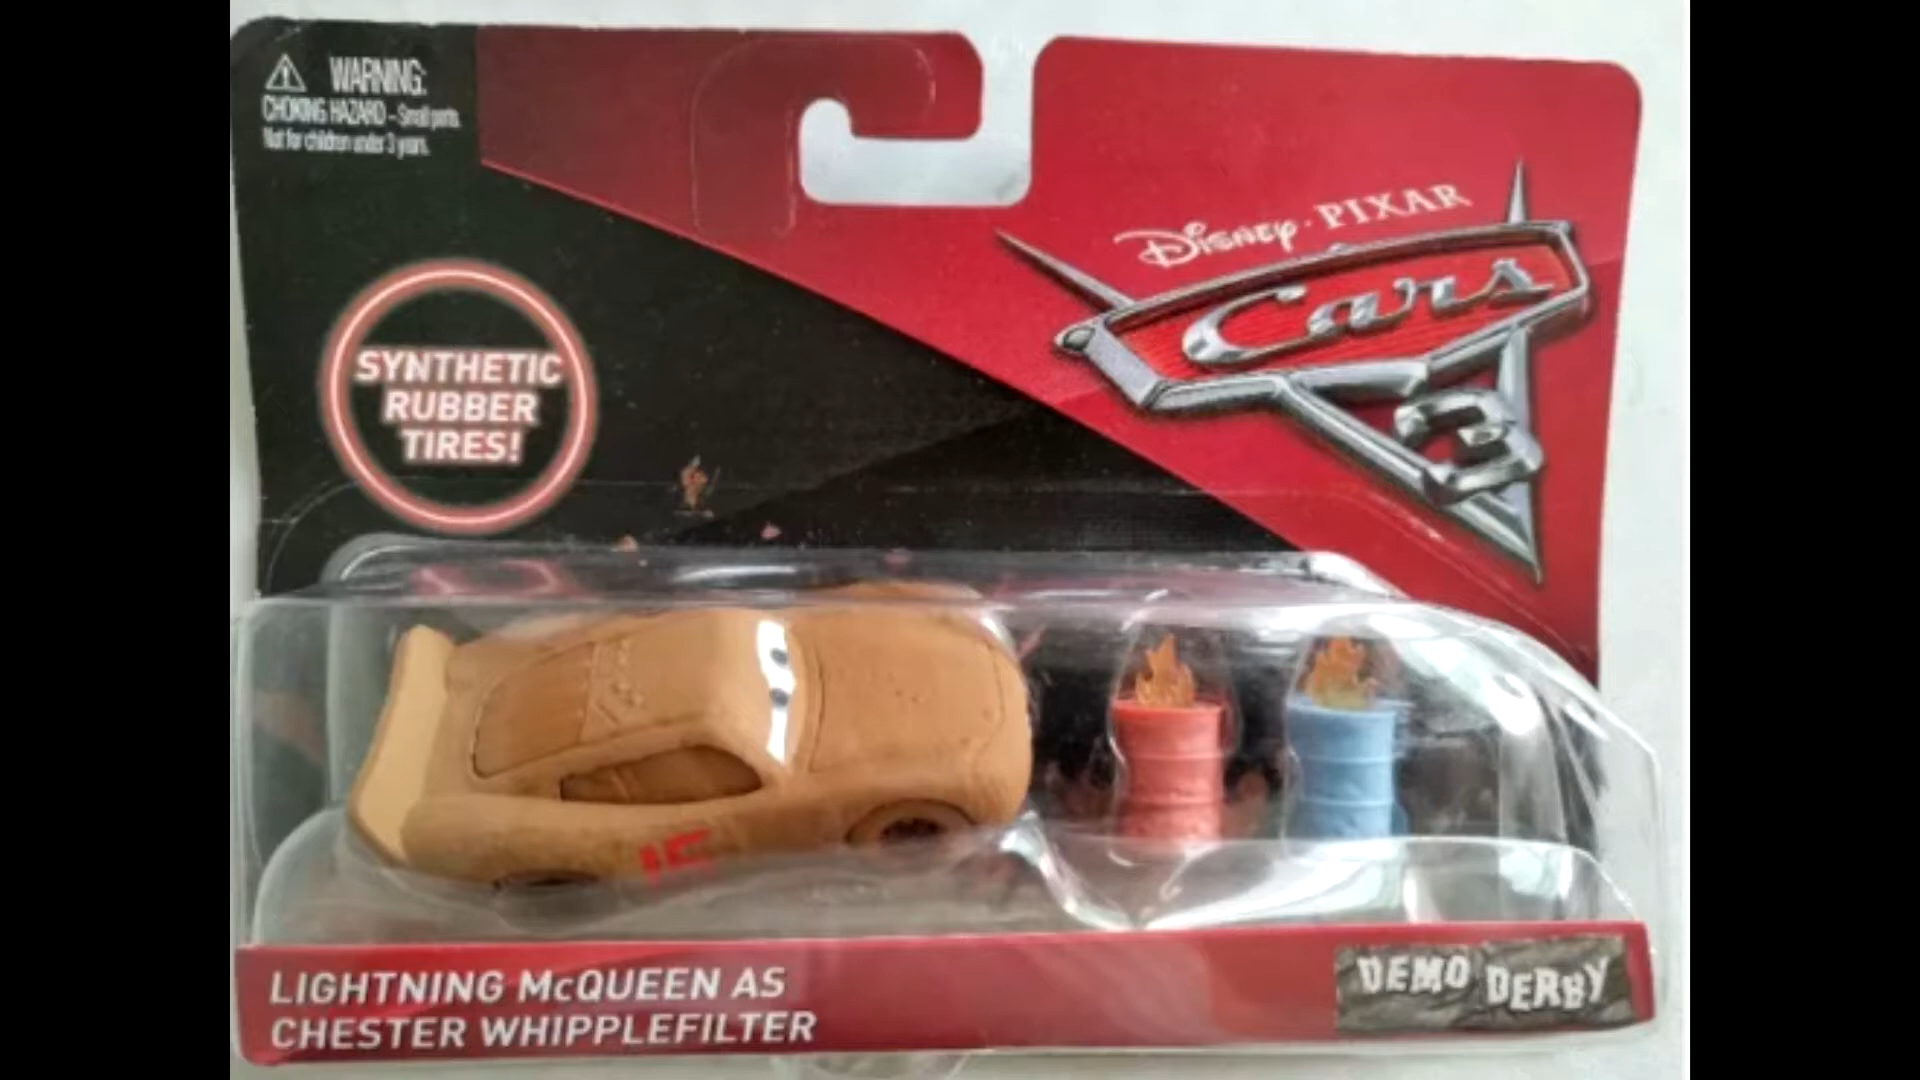 WARNING:
CHOKING HAZARD – Small parts.
Not for children under 3 years.
Disney · PIXAR
Cars
3
SYNTHETIC
RUBBER
TIRES!
LIGHTNING McQUEEN AS
CHESTER WHIPPLEFILTER
DEMO DERBY